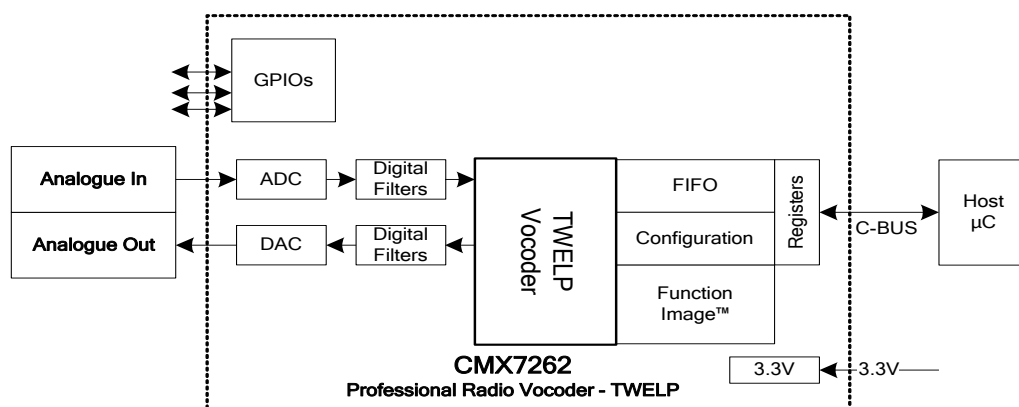 GPIOs
Analogue In
Analogue Out
ADC
Digital
Filters
DAC
Digital
Filters
TWELP
Vocoder
FIFO
Configuration
Function
Image™
Registers
C-BUS
Host
µC
CMX7262
Professional Radio Vocoder - TWELP
3.3V
3.3V